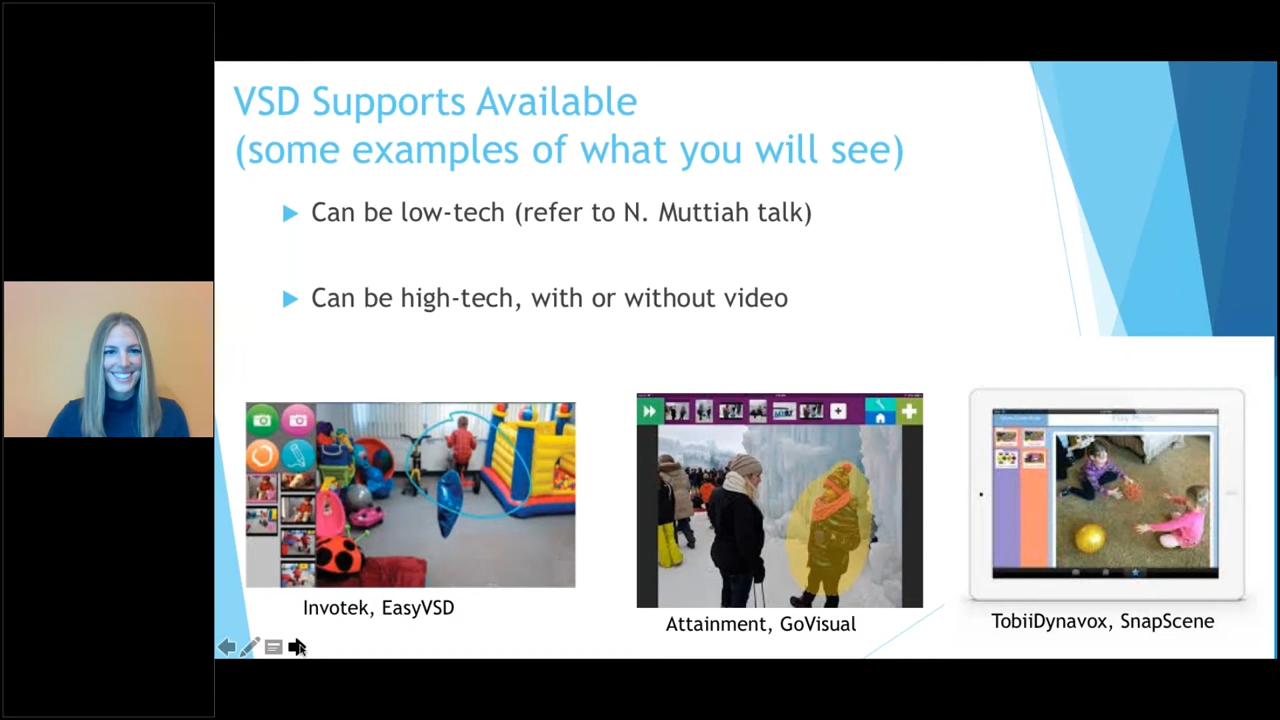 VSD Supports Available
(some examples of what you will see)
Can be low-tech (refer to N. Muttiah talk)
Can be high-tech, with or without video
Invotek, EasyVSD
Attainment, GoVisual
TobiiDynavox, SnapScene